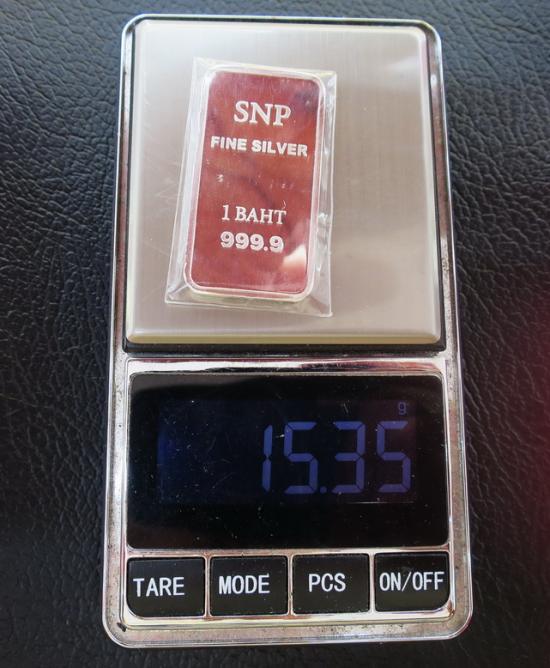 SNP
FINE SILVER
1 BAHT
999.9
g
15.35
TARE MODE PCS ON/OFF